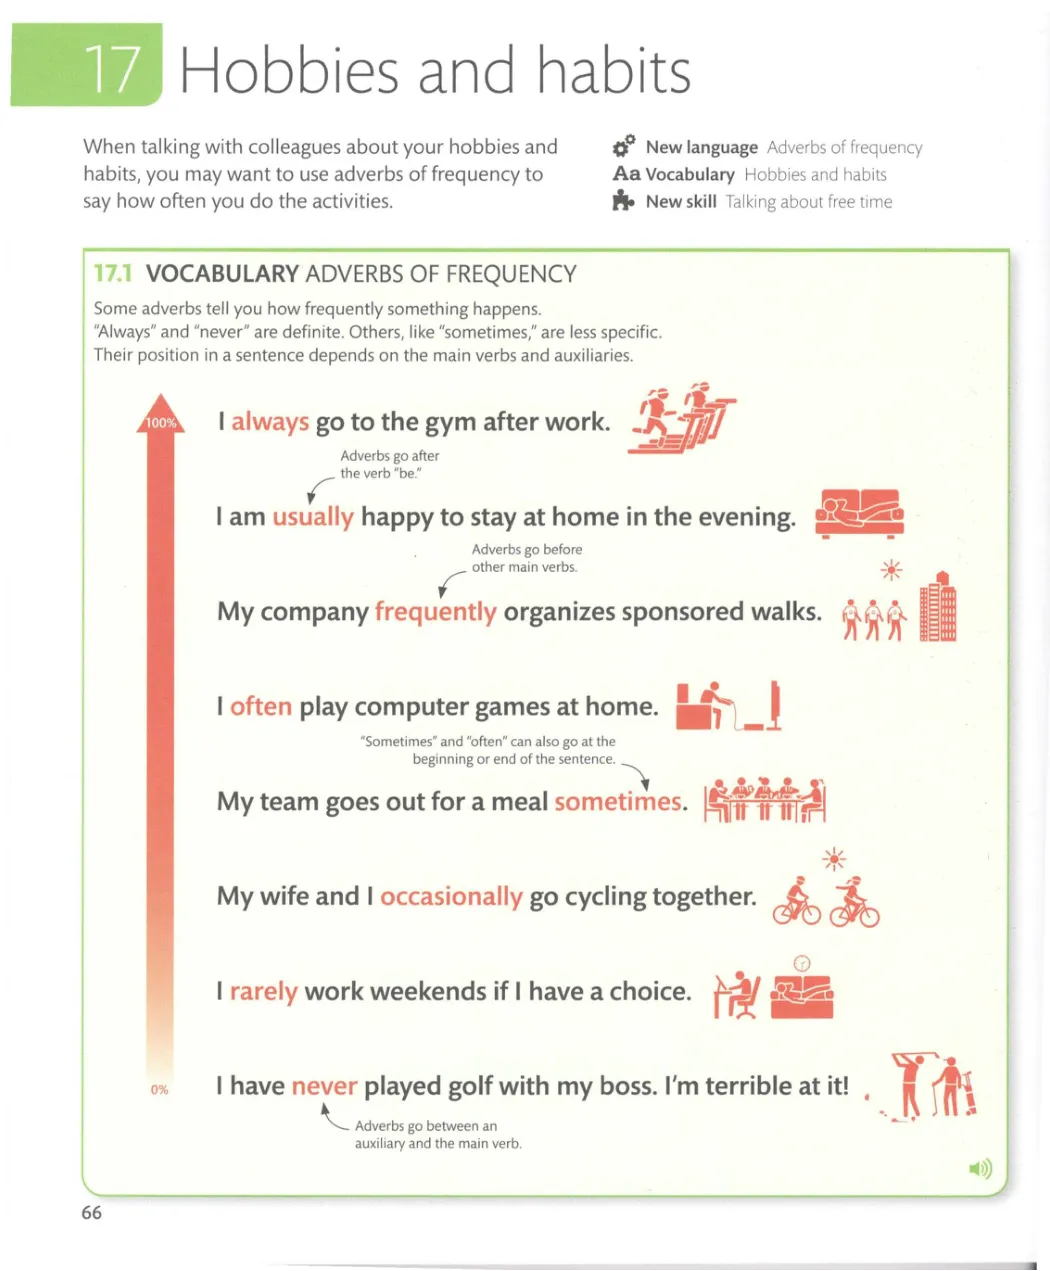 17 Hobbies and habits
When talking with colleagues about your hobbies and
habits, you may want to use adverbs of frequency to
say how often you do the activities.
New language Adverbs of frequency
Aa Vocabulary Hobbies and habits
New skill Talking about free time
17.1 VOCABULARY ADVERBS OF FREQUENCY
Some adverbs tell you how frequently something happens.
"Always" and "never" are definite. Others, like "sometimes," are less specific.
Their position in a sentence depends on the main verbs and auxiliaries.
100%
I always go to the gym after work.
Adverbs go after
the verb "be."
I am usually happy to stay at home in the evening.
Adverbs go before
other main verbs.
My company frequently organizes sponsored walks.
I often play computer games at home.
"Sometimes" and "often" can also go at the
beginning or end of the sentence.
My team goes out for a meal sometimes.
My wife and I occasionally go cycling together.
I rarely work weekends if I have a choice.
0%
I have never played golf with my boss. I'm terrible at it!
Adverbs go between an
auxiliary and the main verb.
66